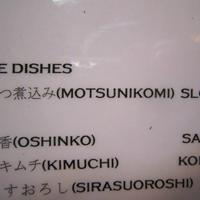 E DISHES
つ煮込み(MOTSUNIKOMI) SL
香(OSHINKO) SA
キムチ(KIMUCHI) KO
すおろし(SIRASUOROSHI)